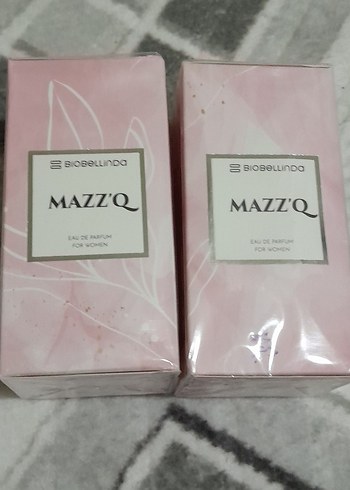 BIOBELLINDA
MAZZ'Q
EAU DE PARFUM
FOR WOMEN
BIOBELLINDA
MAZZ'Q
EAU DE PARFUM
FOR WOMEN